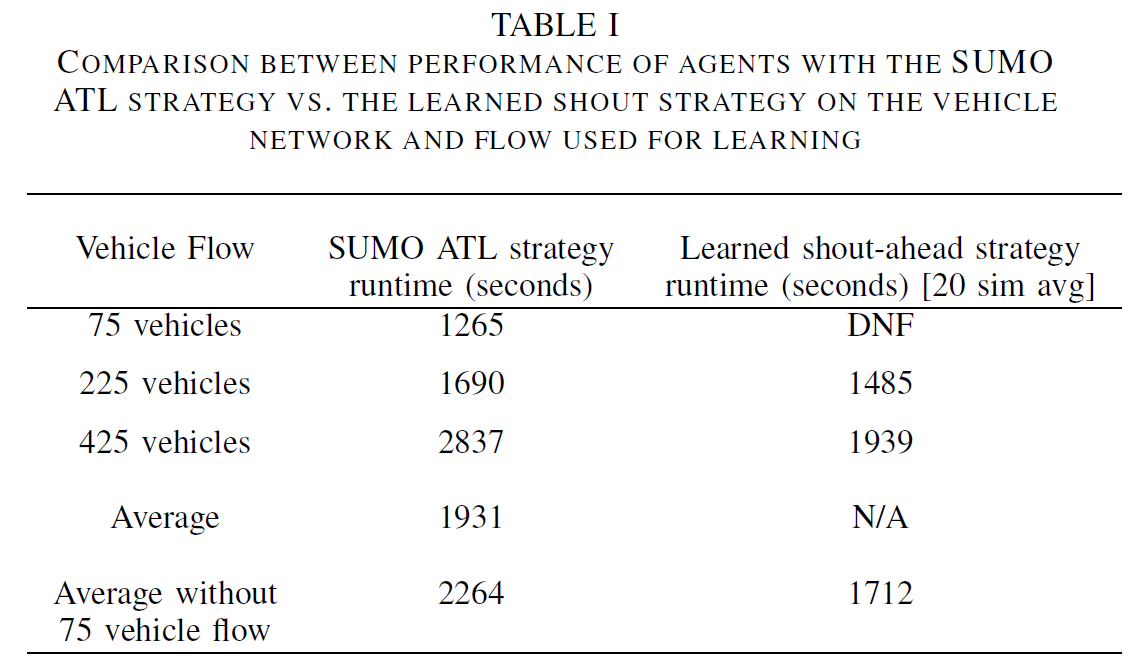 TABLE I
COMPARISON BETWEEN PERFORMANCE OF AGENTS WITH THE SUMO
ATL STRATEGY VS. THE LEARNED SHOUT STRATEGY ON THE VEHICLE
NETWORK AND FLOW USED FOR LEARNING
Vehicle Flow SUMO ATL strategy Learned shout-ahead strategy
runtime (seconds) runtime (seconds) [20 sim avg]
75 vehicles 1265 DNF
225 vehicles 1690 1485
425 vehicles 2837 1939
Average 1931 N/A
Average without 2264 1712
75 vehicle flow